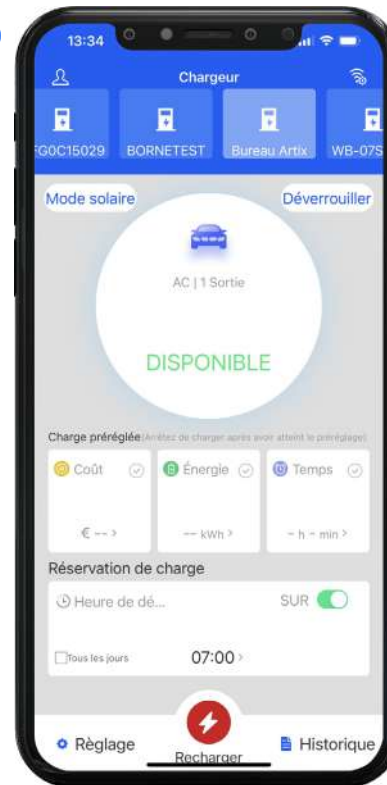 13:34
Chargeur
FG0C15029 BORNETEST Bureau Artix WB-07S
Mode solaire Déverrouiller
AC | 1 Sortie
DISPONIBLE
Charge préréglée(Arrêtez de charger après avoir atteint le préréglage)
Coût Énergie Temps
€ -- > -- kWh > - h - min >
Réservation de charge
Heure de dé... SUR
Tous les jours 07:00 >
Réglage Recharger Historique